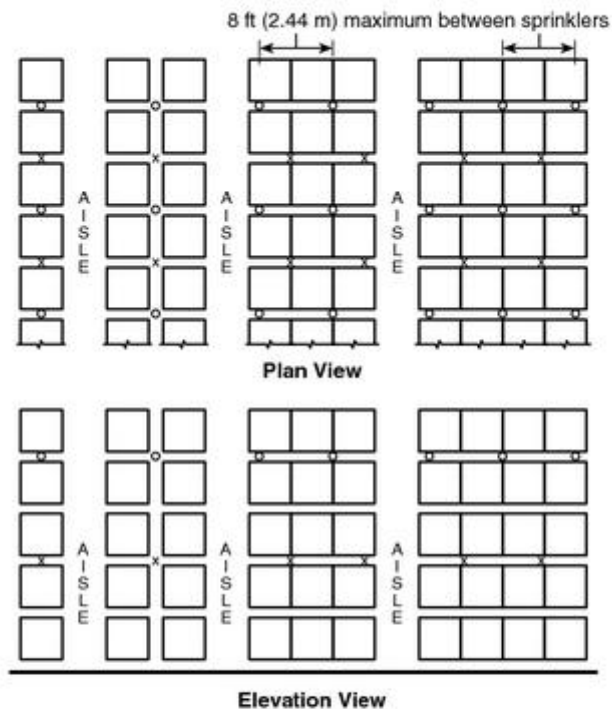 8 ft (2.44 m) maximum between sprinklers
AISLE
AISLE
AISLE
Plan View
AISLE
AISLE
AISLE
Elevation View